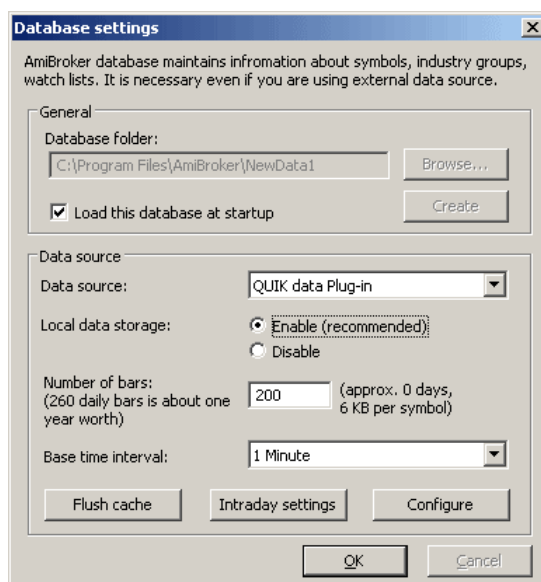 Database settings
AmiBroker database maintains infromation about symbols, industry groups,
watch lists. It is necessary even if you are using external data source.
General
Database folder:
C:\Program Files\AmiBroker\NewData1
Browse...
Load this database at startup
Create
Data source
Data source:
QUIK data Plug-in
Local data storage:
Enable (recommended)
Disable
Number of bars:
(260 daily bars is about one
year worth)
200
(approx. 0 days,
6 KB per symbol)
Base time interval:
1 Minute
Flush cache
Intraday settings
Configure
OK
Cancel